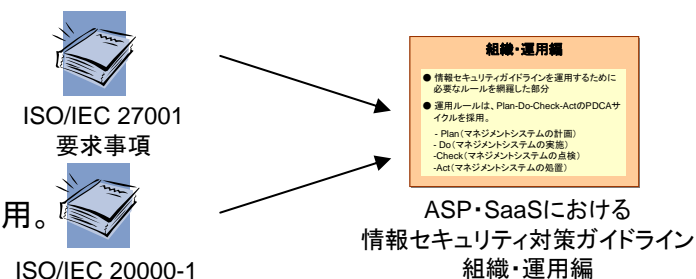 組織・運用編
● 情報セキュリティガイドラインを運用するために
必要なルールを網羅した部分
● 運用ルールは、Plan-Do-Check-ActのPDCAサ
イクルを採用。
- Plan(マネジメントシステムの計画)
- Do(マネジメントシステムの実施)
-Check(マネジメントシステムの点検)
-Act(マネジメントシステムの処置)
ISO/IEC 27001
要求事項
用。
ISO/IEC 20000-1
ASP・SaaSにおける
情報セキュリティ対策ガイドライン
組織・運用編